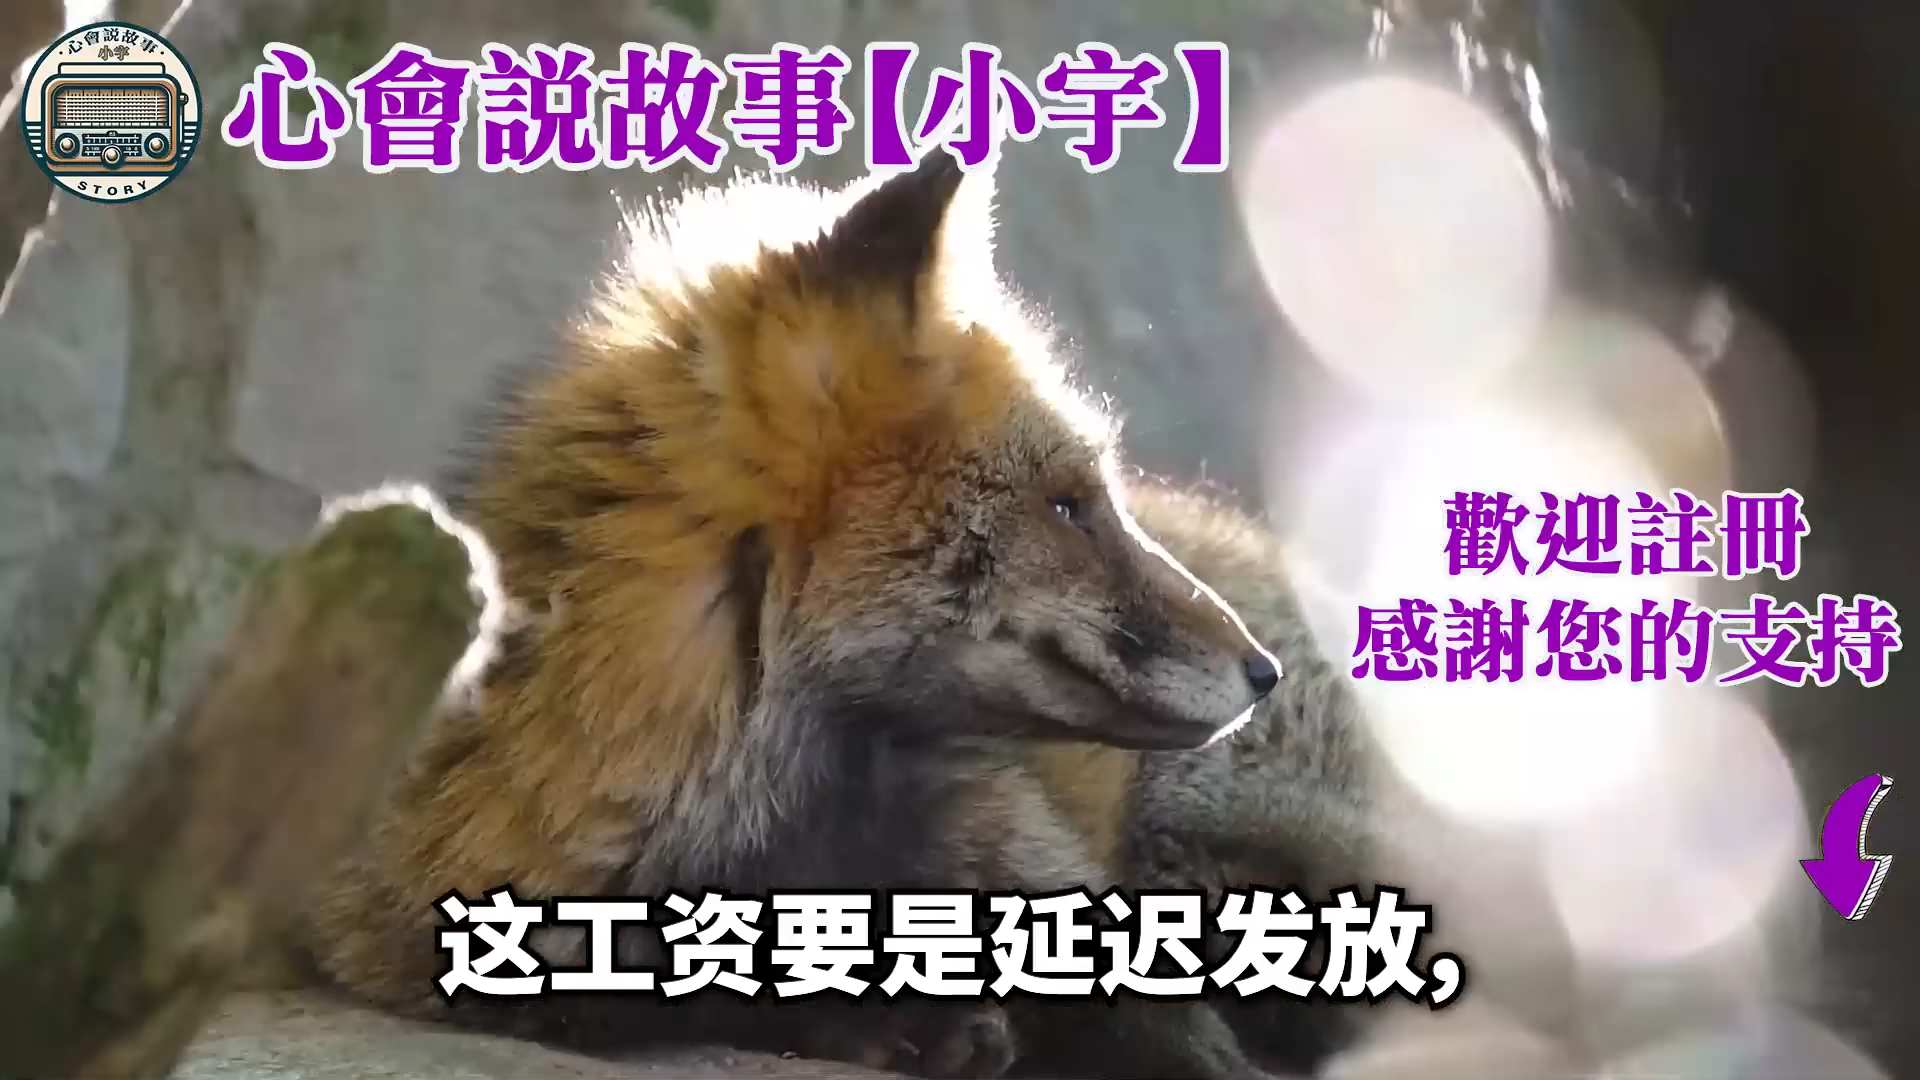 ·心會説故事·
小宇
STORY
心會説故事【小宇】
歡迎註冊
感謝您的支持
这工资要是延迟发放,